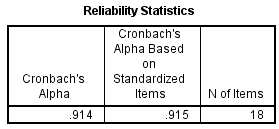 Reliability Statistics
Cronbach's
Alpha
Cronbach's
Alpha Based
on
Standardized
Items
N of Items
.914
.915
18